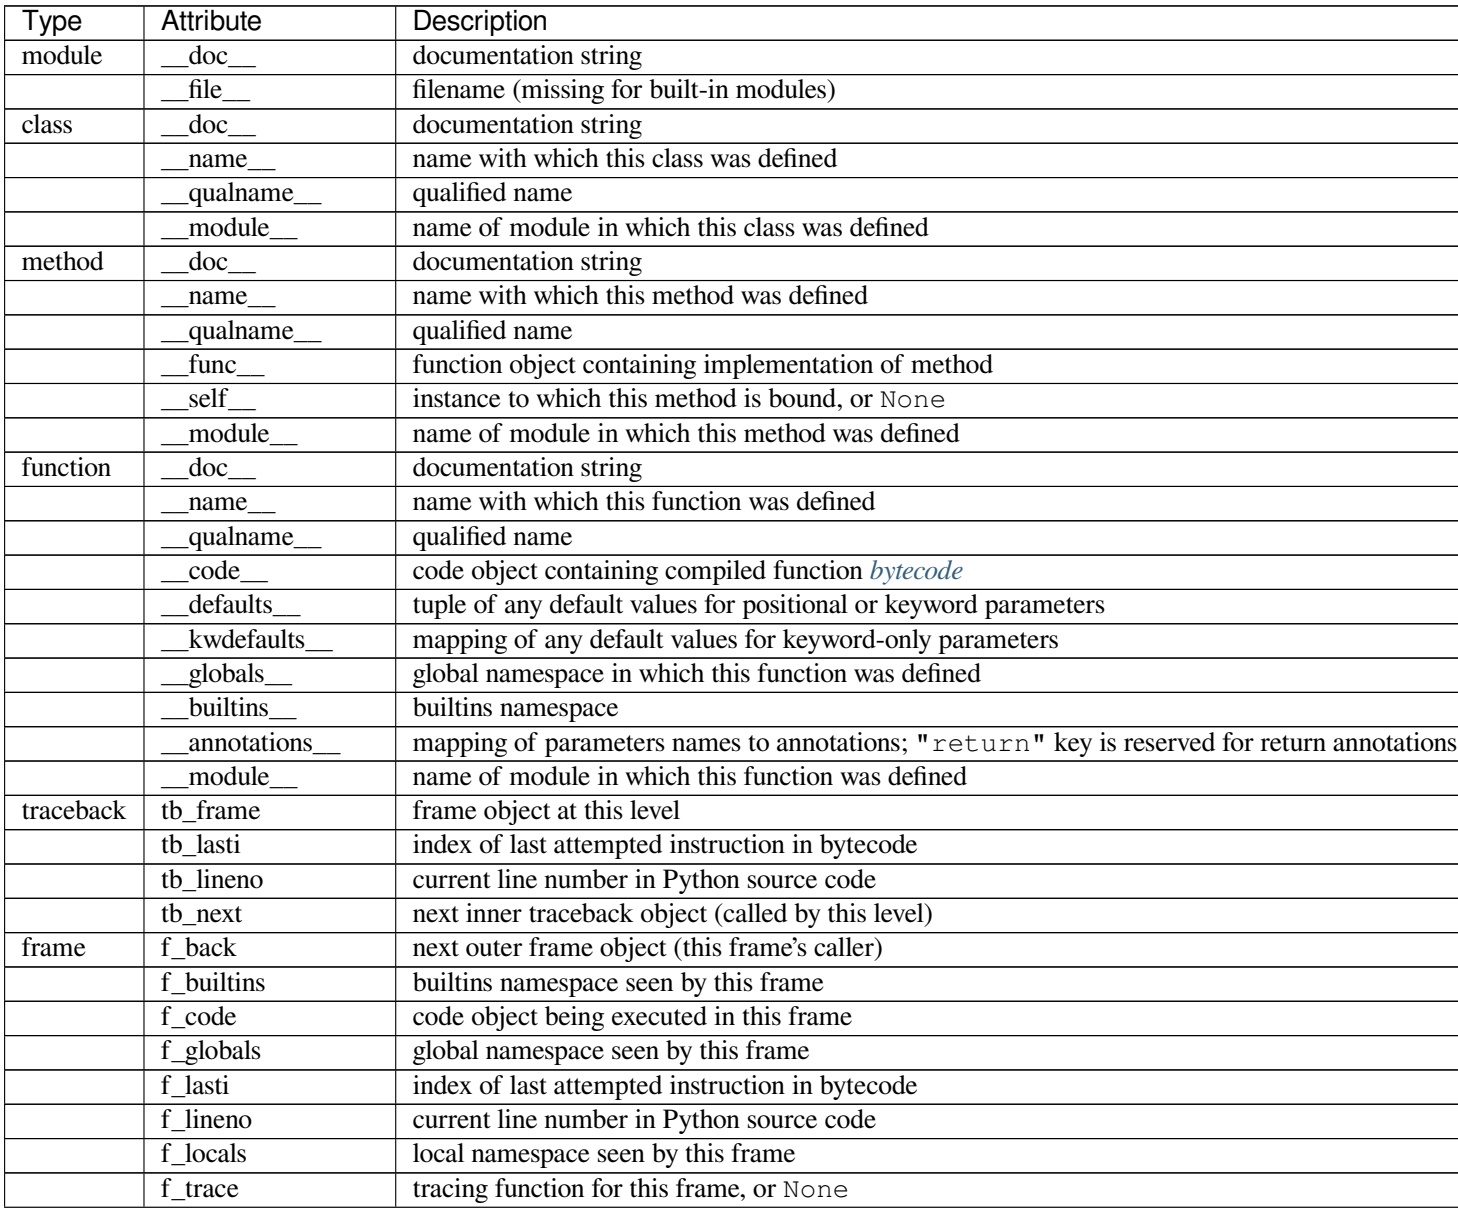 Type Attribute Description
module __doc__ documentation string
__file__ filename (missing for built-in modules)
class __doc__ documentation string
__name__ name with which this class was defined
__qualname__ qualified name
__module__ name of module in which this class was defined
method __doc__ documentation string
__name__ name with which this method was defined
__qualname__ qualified name
__func__ function object containing implementation of method
__self__ instance to which this method is bound, or None
__module__ name of module in which this method was defined
function __doc__ documentation string
__name__ name with which this function was defined
__qualname__ qualified name
__code__ code object containing compiled function bytecode
__defaults__ tuple of any default values for positional or keyword parameters
__kwdefaults__ mapping of any default values for keyword-only parameters
__globals__ global namespace in which this function was defined
__builtins__ builtins namespace
__annotations__ mapping of parameters names to annotations; "return" key is reserved for return annotations
__module__ name of module in which this function was defined
traceback tb_frame frame object at this level
tb_lasti index of last attempted instruction in bytecode
tb_lineno current line number in Python source code
tb_next next inner traceback object (called by this level)
frame f_back next outer frame object (this frame's caller)
f_builtins builtins namespace seen by this frame
f_code code object being executed in this frame
f_globals global namespace seen by this frame
f_lasti index of last attempted instruction in bytecode
f_lineno current line number in Python source code
f_locals local namespace seen by this frame
f_trace tracing function for this frame, or None